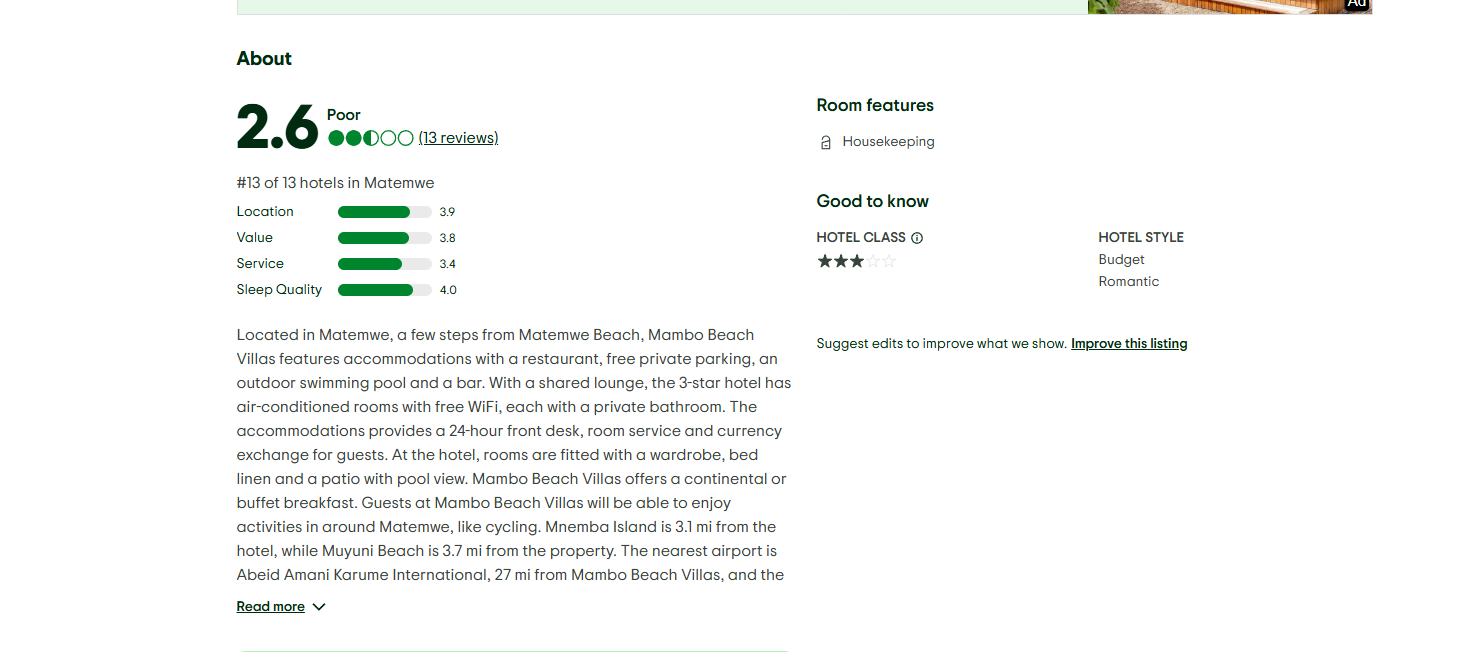 Ad
About
2.6
Poor
(13 reviews)
#13 of 13 hotels in Matemwe
Location 3.9
Value 3.8
Service 3.4
Sleep Quality 4.0
Located in Matemwe, a few steps from Matemwe Beach, Mambo Beach
Villas features accommodations with a restaurant, free private parking, an
outdoor swimming pool and a bar. With a shared lounge, the 3-star hotel has
air-conditioned rooms with free WiFi, each with a private bathroom. The
accommodations provides a 24-hour front desk, room service and currency
exchange for guests. At the hotel, rooms are fitted with a wardrobe, bed
linen and a patio with pool view. Mambo Beach Villas offers a continental or
buffet breakfast. Guests at Mambo Beach Villas will be able to enjoy
activities in around Matemwe, like cycling. Mnemba Island is 3.1 mi from the
hotel, while Muyuni Beach is 3.7 mi from the property. The nearest airport is
Abeid Amani Karume International, 27 mi from Mambo Beach Villas, and the
Read more
Room features
Housekeeping
Good to know
HOTEL CLASS
HOTEL STYLE
Budget
Romantic
Suggest edits to improve what we show. Improve this listing